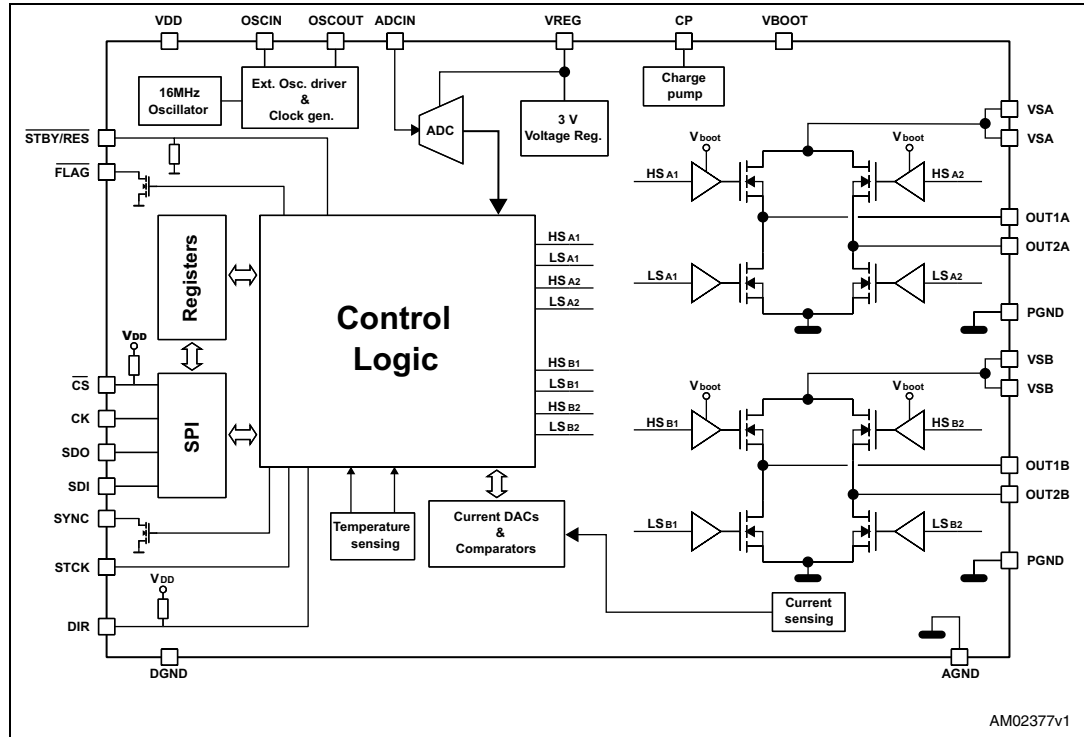 VDD OSCIN OSCOUT ADCIN VREG CP VBOOT
16MHz
Oscillator
Ext. Osc. driver
&
Clock gen.
ADC
3 V
Voltage Reg.
Charge
pump
STBY/RES
FLAG
Registers
VDD
CS
CK
SDO
SDI
SPI
SYNC
STCK
VDD
DIR
Control
Logic
HSA1
LSA1
HSA2
LSA2
HSB1
LSB1
HSB2
LSB2
Temperature
sensing
Current DACs
&
Comparators
Current
sensing
Vboot Vboot
HSA1 HSA2
LSA1 LSA2
VSA
VSA
OUT1A
OUT2A
PGND
Vboot Vboot
HSB1 HSB2
LSB1 LSB2
VSB
VSB
OUT1B
OUT2B
PGND
DGND AGND
AM02377v1